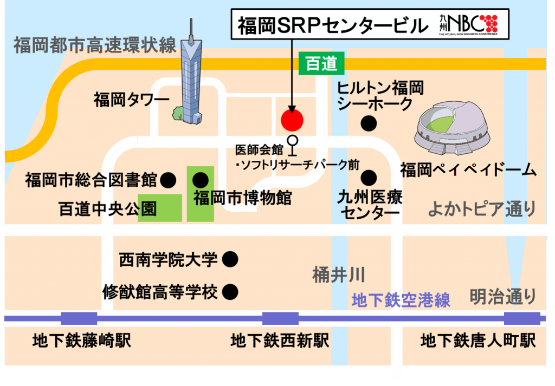 福岡SRPセンタービル 九州 NBC
福岡都市高速環状線
百道
福岡タワー
ヒルトン福岡
シーホーク
医師会館
・ソフトリサーチパーク前
福岡ペイペイドーム
福岡市総合図書館
福岡市博物館
九州医療
センター
百道中央公園
よかトピア通り
西南学院大学
樋井川
修猷館高等学校
地下鉄空港線
明治通り
地下鉄藤崎駅
地下鉄西新駅
地下鉄唐人町駅